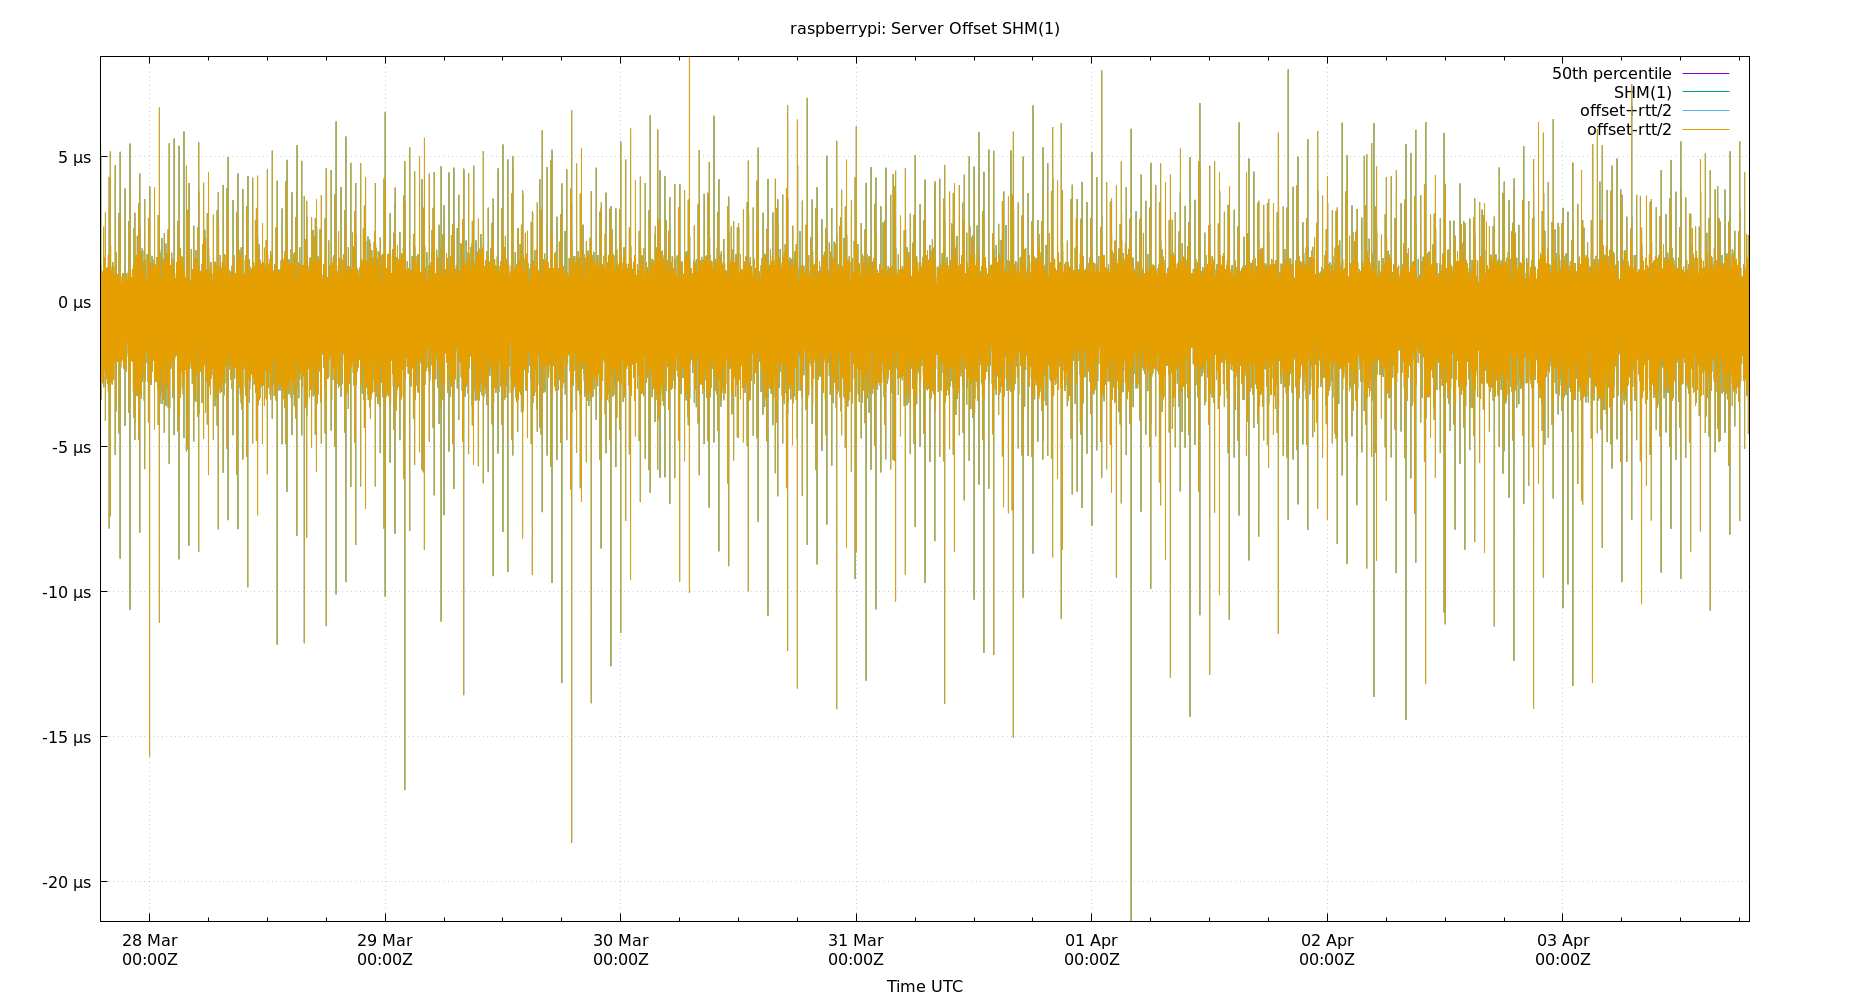 raspberrypi: Server Offset SHM(1)
50th percentile
SHM(1)
offset+rtt/2
offset-rtt/2
5 µs
0 µs
-5 µs
-10 µs
-15 µs
-20 µs
28 Mar
00:00Z
29 Mar
00:00Z
30 Mar
00:00Z
31 Mar
00:00Z
01 Apr
00:00Z
02 Apr
00:00Z
03 Apr
00:00Z
Time UTC